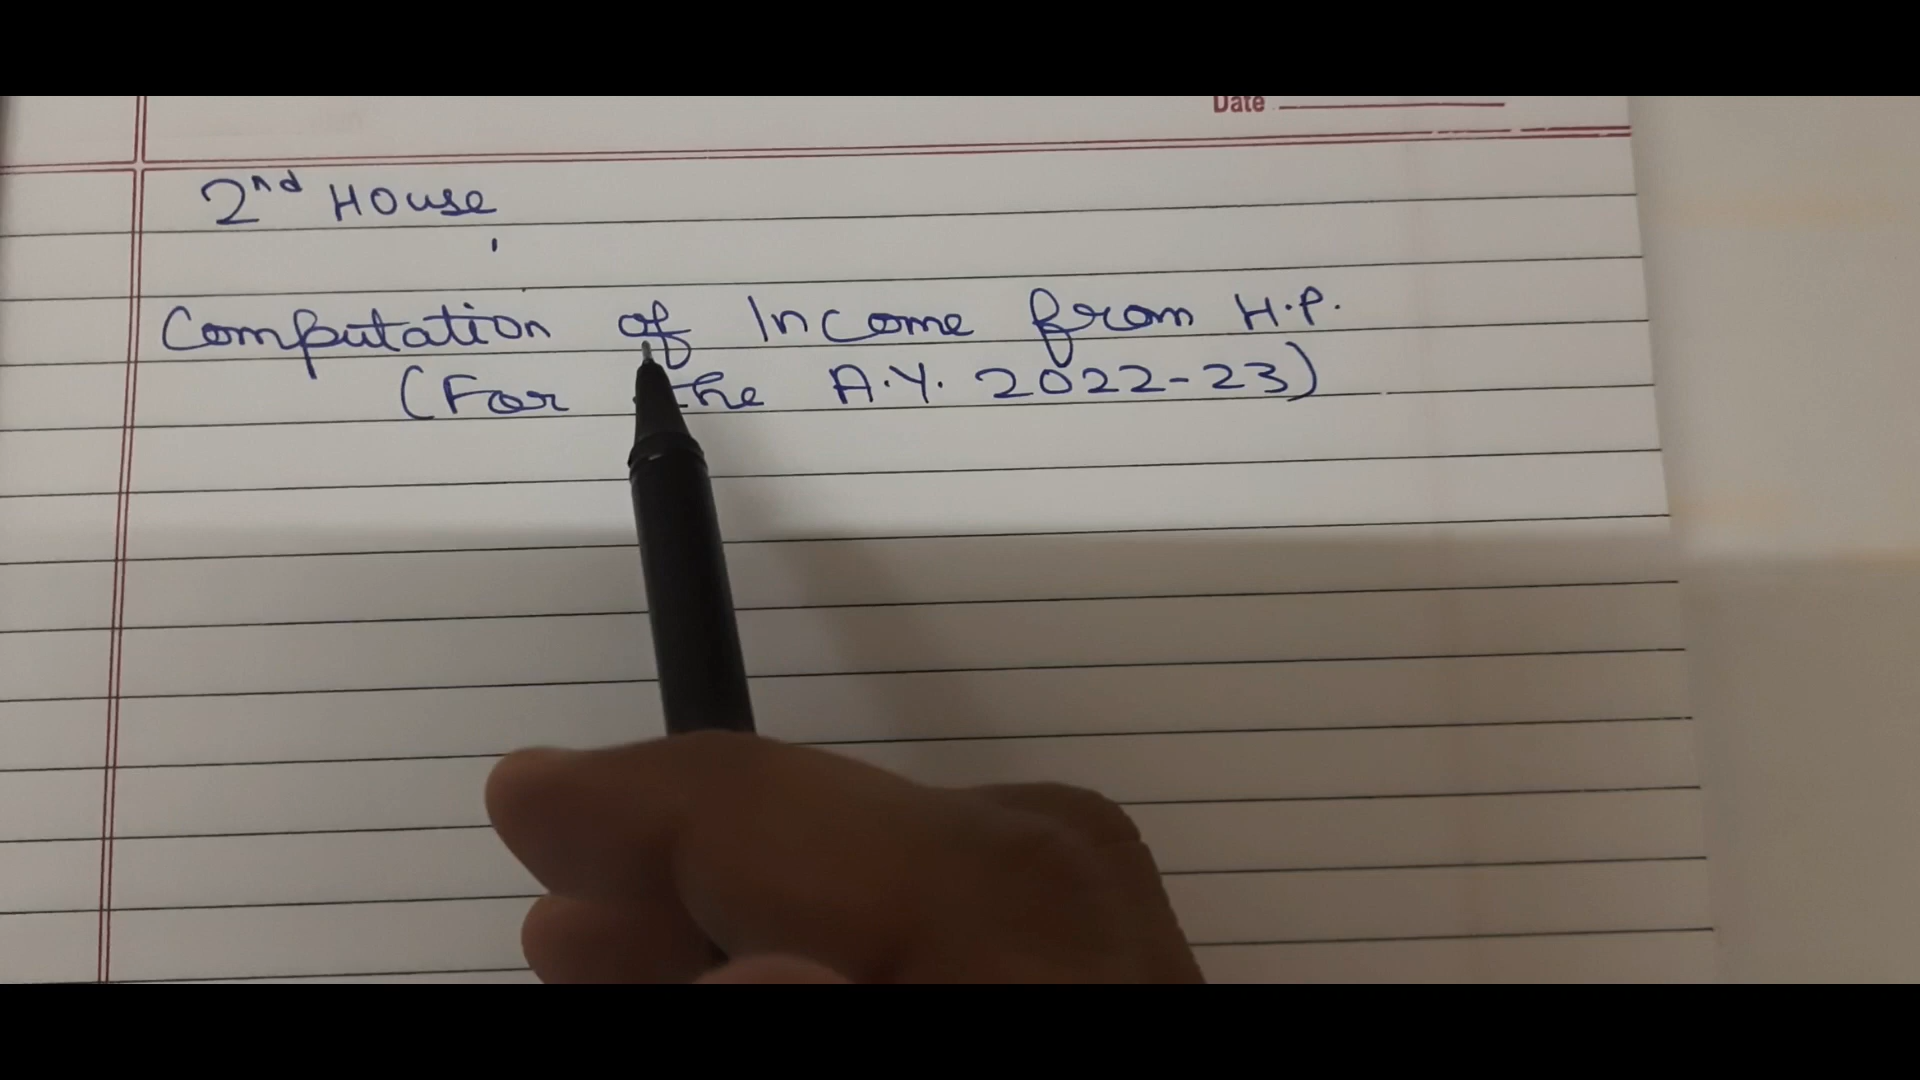 Date
2nd House
Computation of Income from H.P.
(For the A.Y. 2022-23)